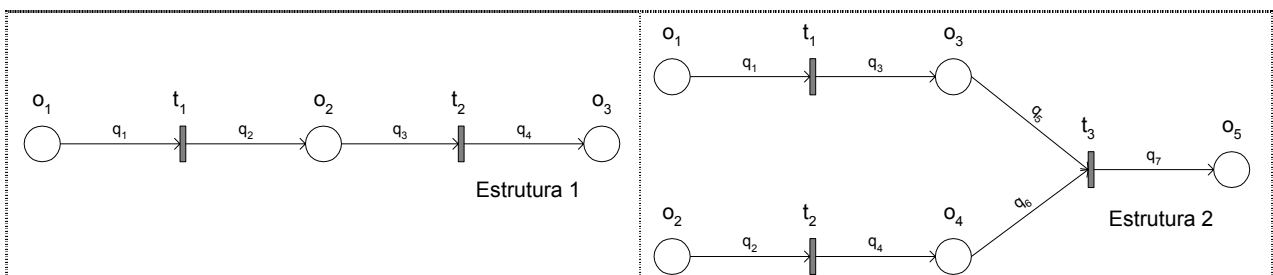 o1 t1 o2 t2 o3
q1 q2 q3 q4
Estrutura 1
o1 t1 o3
q1 q3
q5
t3 o5
q7
q6
o2 t2 o4
q2 q4
Estrutura 2